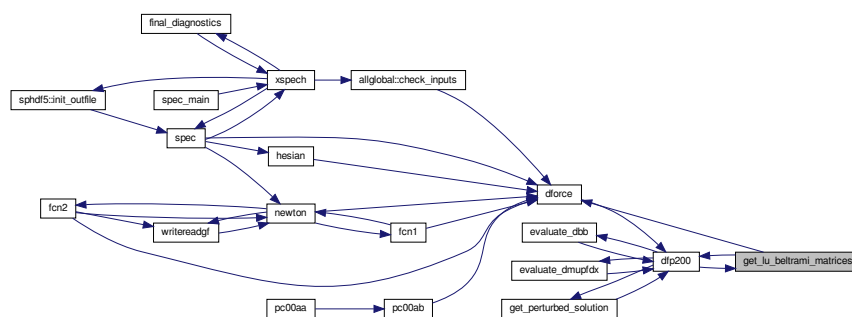 final_diagnostics
xspech
allglobal::check_inputs
sphdf5::init_outfile
spec_main
spec
hesian
dforce
fcn2
newton
evaluate_dbb
writereadgf
fcn1
dfp200
get_lu_beltrami_matrices
evaluate_dmupfdx
pc00aa
pc00ab
get_perturbed_solution